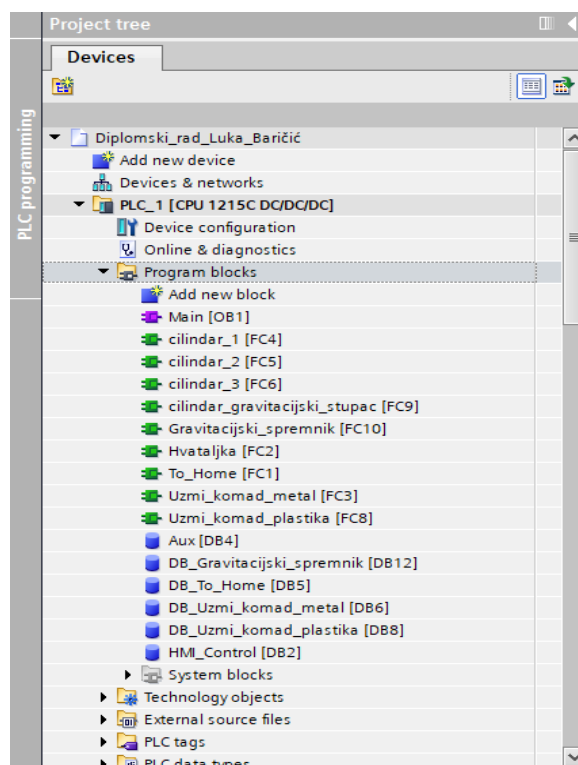 Project tree
Devices
PLC programming
Diplomski_rad_Luka_Baričić
Add new device
Devices & networks
PLC_1 [CPU 1215C DC/DC/DC]
Device configuration
Online & diagnostics
Program blocks
Add new block
Main [OB1]
cilindar_1 [FC4]
cilindar_2 [FC5]
cilindar_3 [FC6]
cilindar_gravitacijski_stupac [FC9]
Gravitacijski_spremnik [FC10]
Hvataljka [FC2]
To_Home [FC1]
Uzmi_komad_metal [FC3]
Uzmi_komad_plastika [FC8]
Aux [DB4]
DB_Gravitacijski_spremnik [DB12]
DB_To_Home [DB5]
DB_Uzmi_komad_metal [DB6]
DB_Uzmi_komad_plastika [DB8]
HMI_Control [DB2]
System blocks
Technology objects
External source files
PLC tags
PLC data types